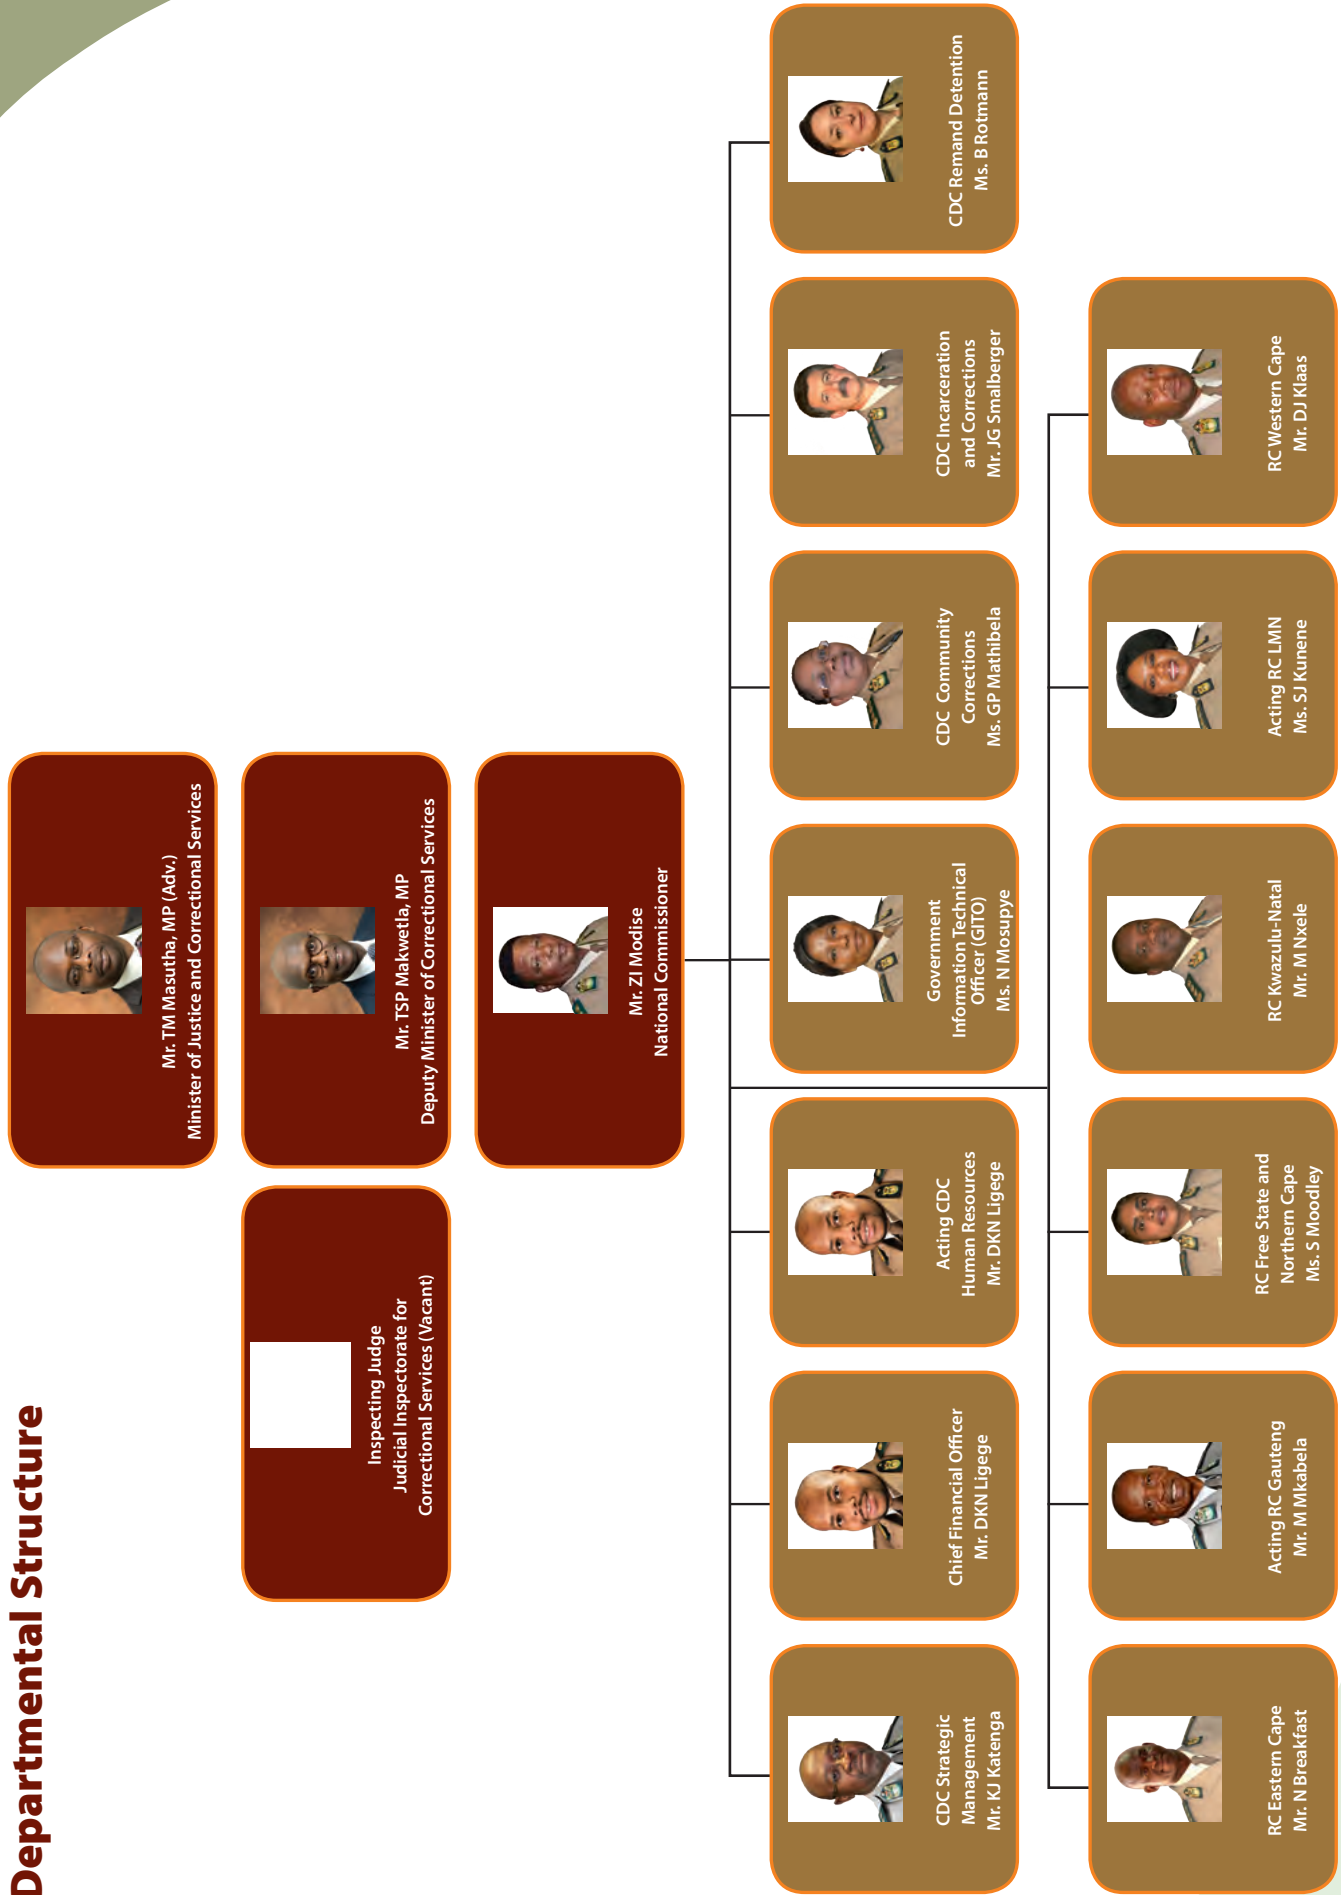 Departmental Structure
Mr. TM Masutha, MP (Adv.)
Minister of Justice and Correctional Services
Inspecting Judge
Judicial Inspectorate for
Correctional Services (Vacant)
Mr. TSP Makwetla, MP
Deputy Minister of Correctional Services
Mr. ZI Modise
National Commissioner
CDC Strategic
Management
Mr. KJ Katenga
Chief Financial Officer
Mr. DKN Ligege
Acting CDC
Human Resources
Mr. DKN Ligege
Government
Information Technical
Officer (GITO)
Ms. N Mosupye
CDC Community
Corrections
Ms. GP Mathibela
CDC Incarceration
and Corrections
Mr. JG Smalberger
CDC Remand Detention
Ms. B Rotmann
RC Eastern Cape
Mr. N Breakfast
Acting RC Gauteng
Mr. M Mkabela
RC Free State and
Northern Cape
Ms. S Moodley
RC Kwazulu-Natal
Mr. M Nxele
Acting RC LMN
Ms. SJ Kunene
RC Western Cape
Mr. DJ Klaas